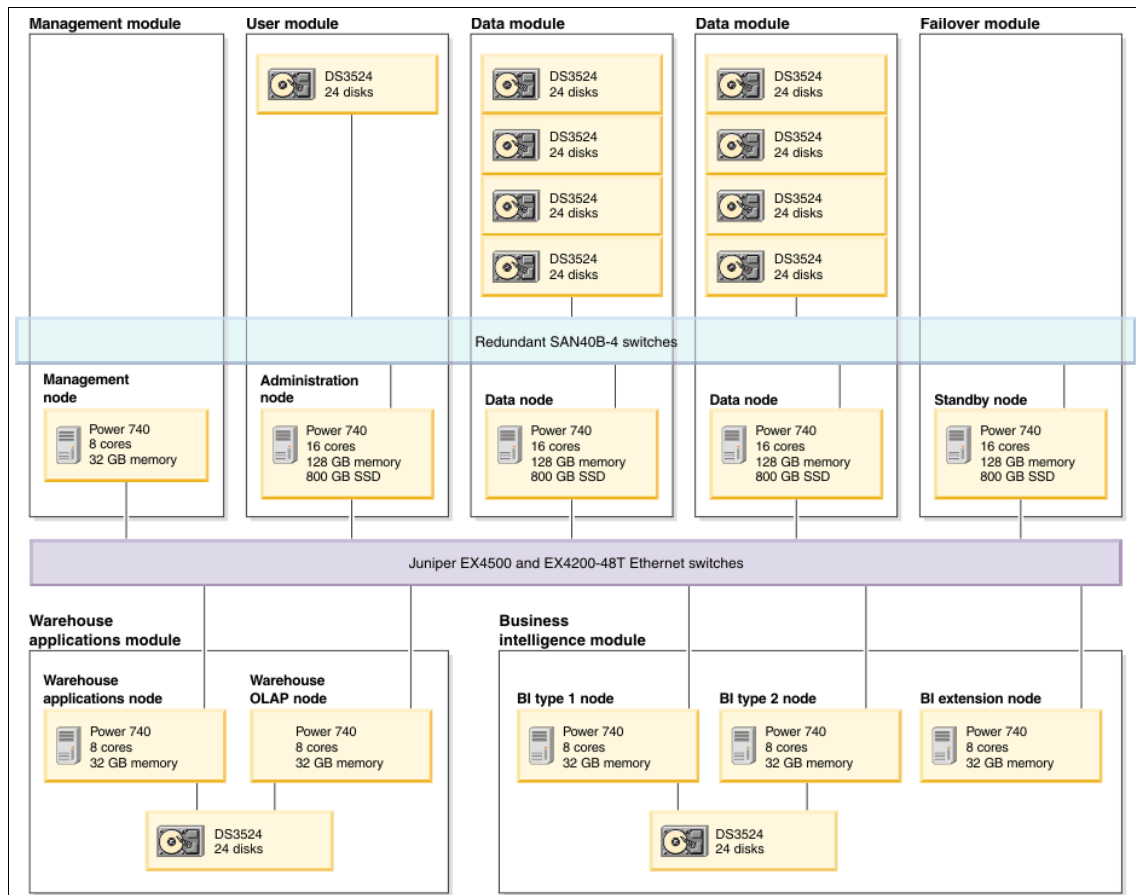 Management module
User module
Data module
Data module
Failover module
DS3524
24 disks
DS3524
24 disks
DS3524
24 disks
DS3524
24 disks
DS3524
24 disks
DS3524
24 disks
DS3524
24 disks
DS3524
24 disks
DS3524
24 disks
Redundant SAN40B-4 switches
Management
node
Power 740
8 cores
32 GB memory
Administration
node
Power 740
16 cores
128 GB memory
800 GB SSD
Data node
Power 740
16 cores
128 GB memory
800 GB SSD
Data node
Power 740
16 cores
128 GB memory
800 GB SSD
Standby node
Power 740
16 cores
128 GB memory
800 GB SSD
Juniper EX4500 and EX4200-48T Ethernet switches
Warehouse
applications module
Warehouse
applications node
Power 740
8 cores
32 GB memory
Warehouse
OLAP node
Power 740
8 cores
32 GB memory
DS3524
24 disks
Business
intelligence module
BI type 1 node
Power 740
8 cores
32 GB memory
BI type 2 node
Power 740
8 cores
32 GB memory
BI extension node
Power 740
8 cores
32 GB memory
DS3524
24 disks